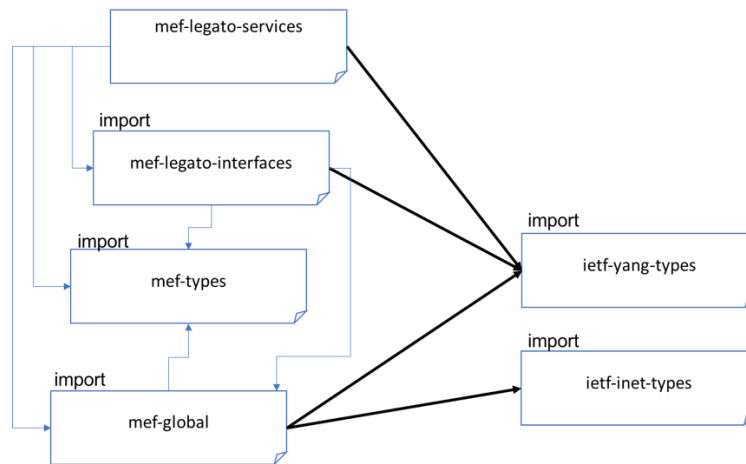 mef-legato-services
import
mef-legato-interfaces
import
mef-types
import
mef-global
import
ietf-yang-types
import
ietf-inet-types